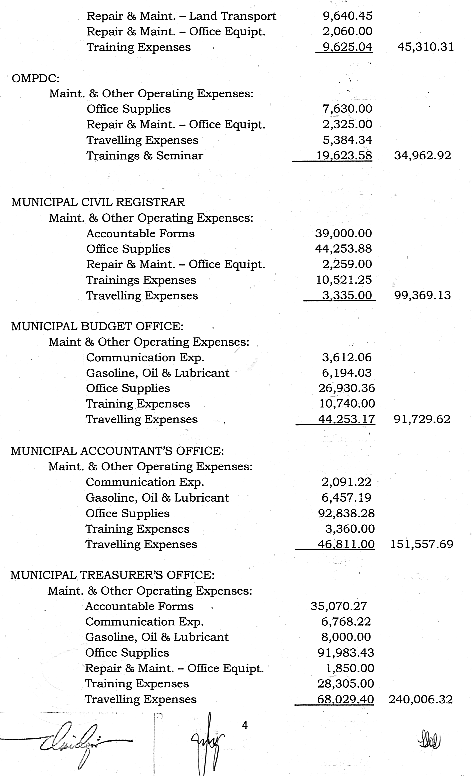 Repair & Maint. – Land Transport 9,640.45
Repair & Maint. – Office Equipt. 2,060.00
Training Expenses 9,625.04 45,310.31
OMPDC:
Maint. & Other Operating Expenses:
Office Supplies 7,630.00
Repair & Maint. – Office Equipt. 2,325.00
Travelling Expenses 5,384.34
Trainings & Seminar 19,623.58 34,962.92
MUNICIPAL CIVIL REGISTRAR
Maint. & Other Operating Expenses:
Accountable Forms 39,000.00
Office Supplies 44,253.88
Repair & Maint. – Office Equipt. 2,259.00
Trainings Expenses 10,521.25
Travelling Expenses 3,335.00 99,369.13
MUNICIPAL BUDGET OFFICE:
Maint & Other Operating Expenses:
Communication Exp. 3,612.06
Gasoline, Oil & Lubricant 6,194.03
Office Supplies 26,930.36
Training Expenses 10,740.00
Travelling Expenses 44,253.17 91,729.62
MUNICIPAL ACCOUNTANT'S OFFICE:
Maint. & Other Operating Expenses:
Communication Exp. 2,091.22
Gasoline, Oil & Lubricant 6,457.19
Office Supplies 92,838.28
Training Expenses 3,360.00
Travelling Expenses 46,811.00 151,557.69
MUNICIPAL TREASURER'S OFFICE:
Maint. & Other Operating Expenses:
Accountable Forms 35,070.27
Communication Exp. 6,768.22
Gasoline, Oil & Lubricant 8,000.00
Office Supplies 91,983.43
Repair & Maint. – Office Equipt. 1,850.00
Training Expenses 28,305.00
Travelling Expenses 68,029.40 240,006.32
4